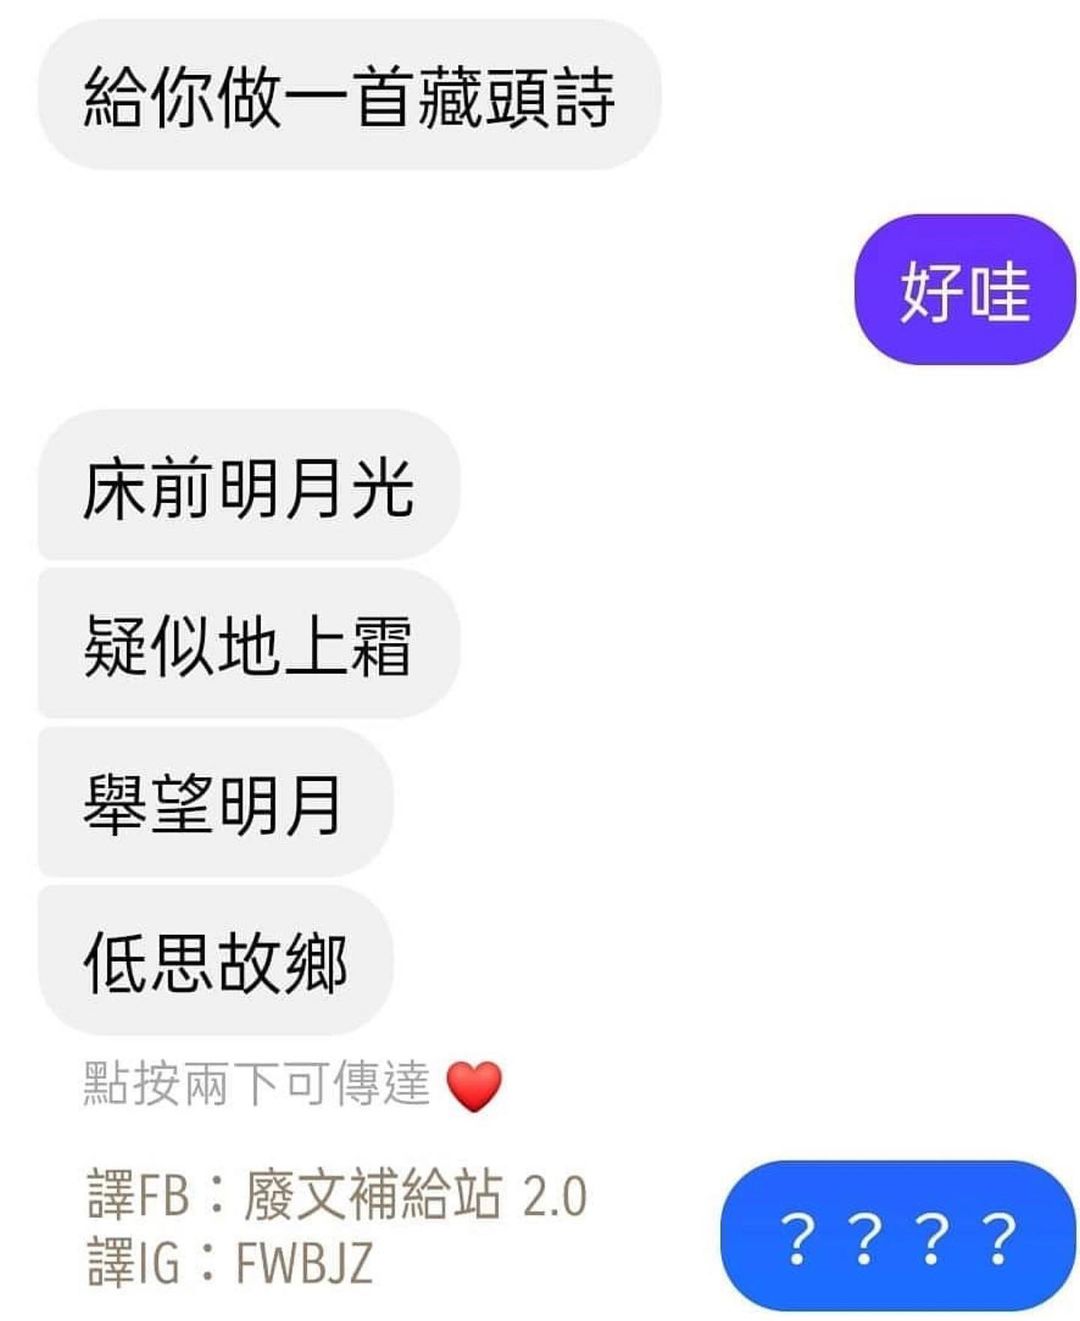 給你做一首藏頭詩
好哇
床前明月光
疑似地上霜
舉望明月
低思故鄉
點按兩下可傳達 ❤️
譯FB：廢文補給站 2.0
譯IG：FWBJZ
？？？？